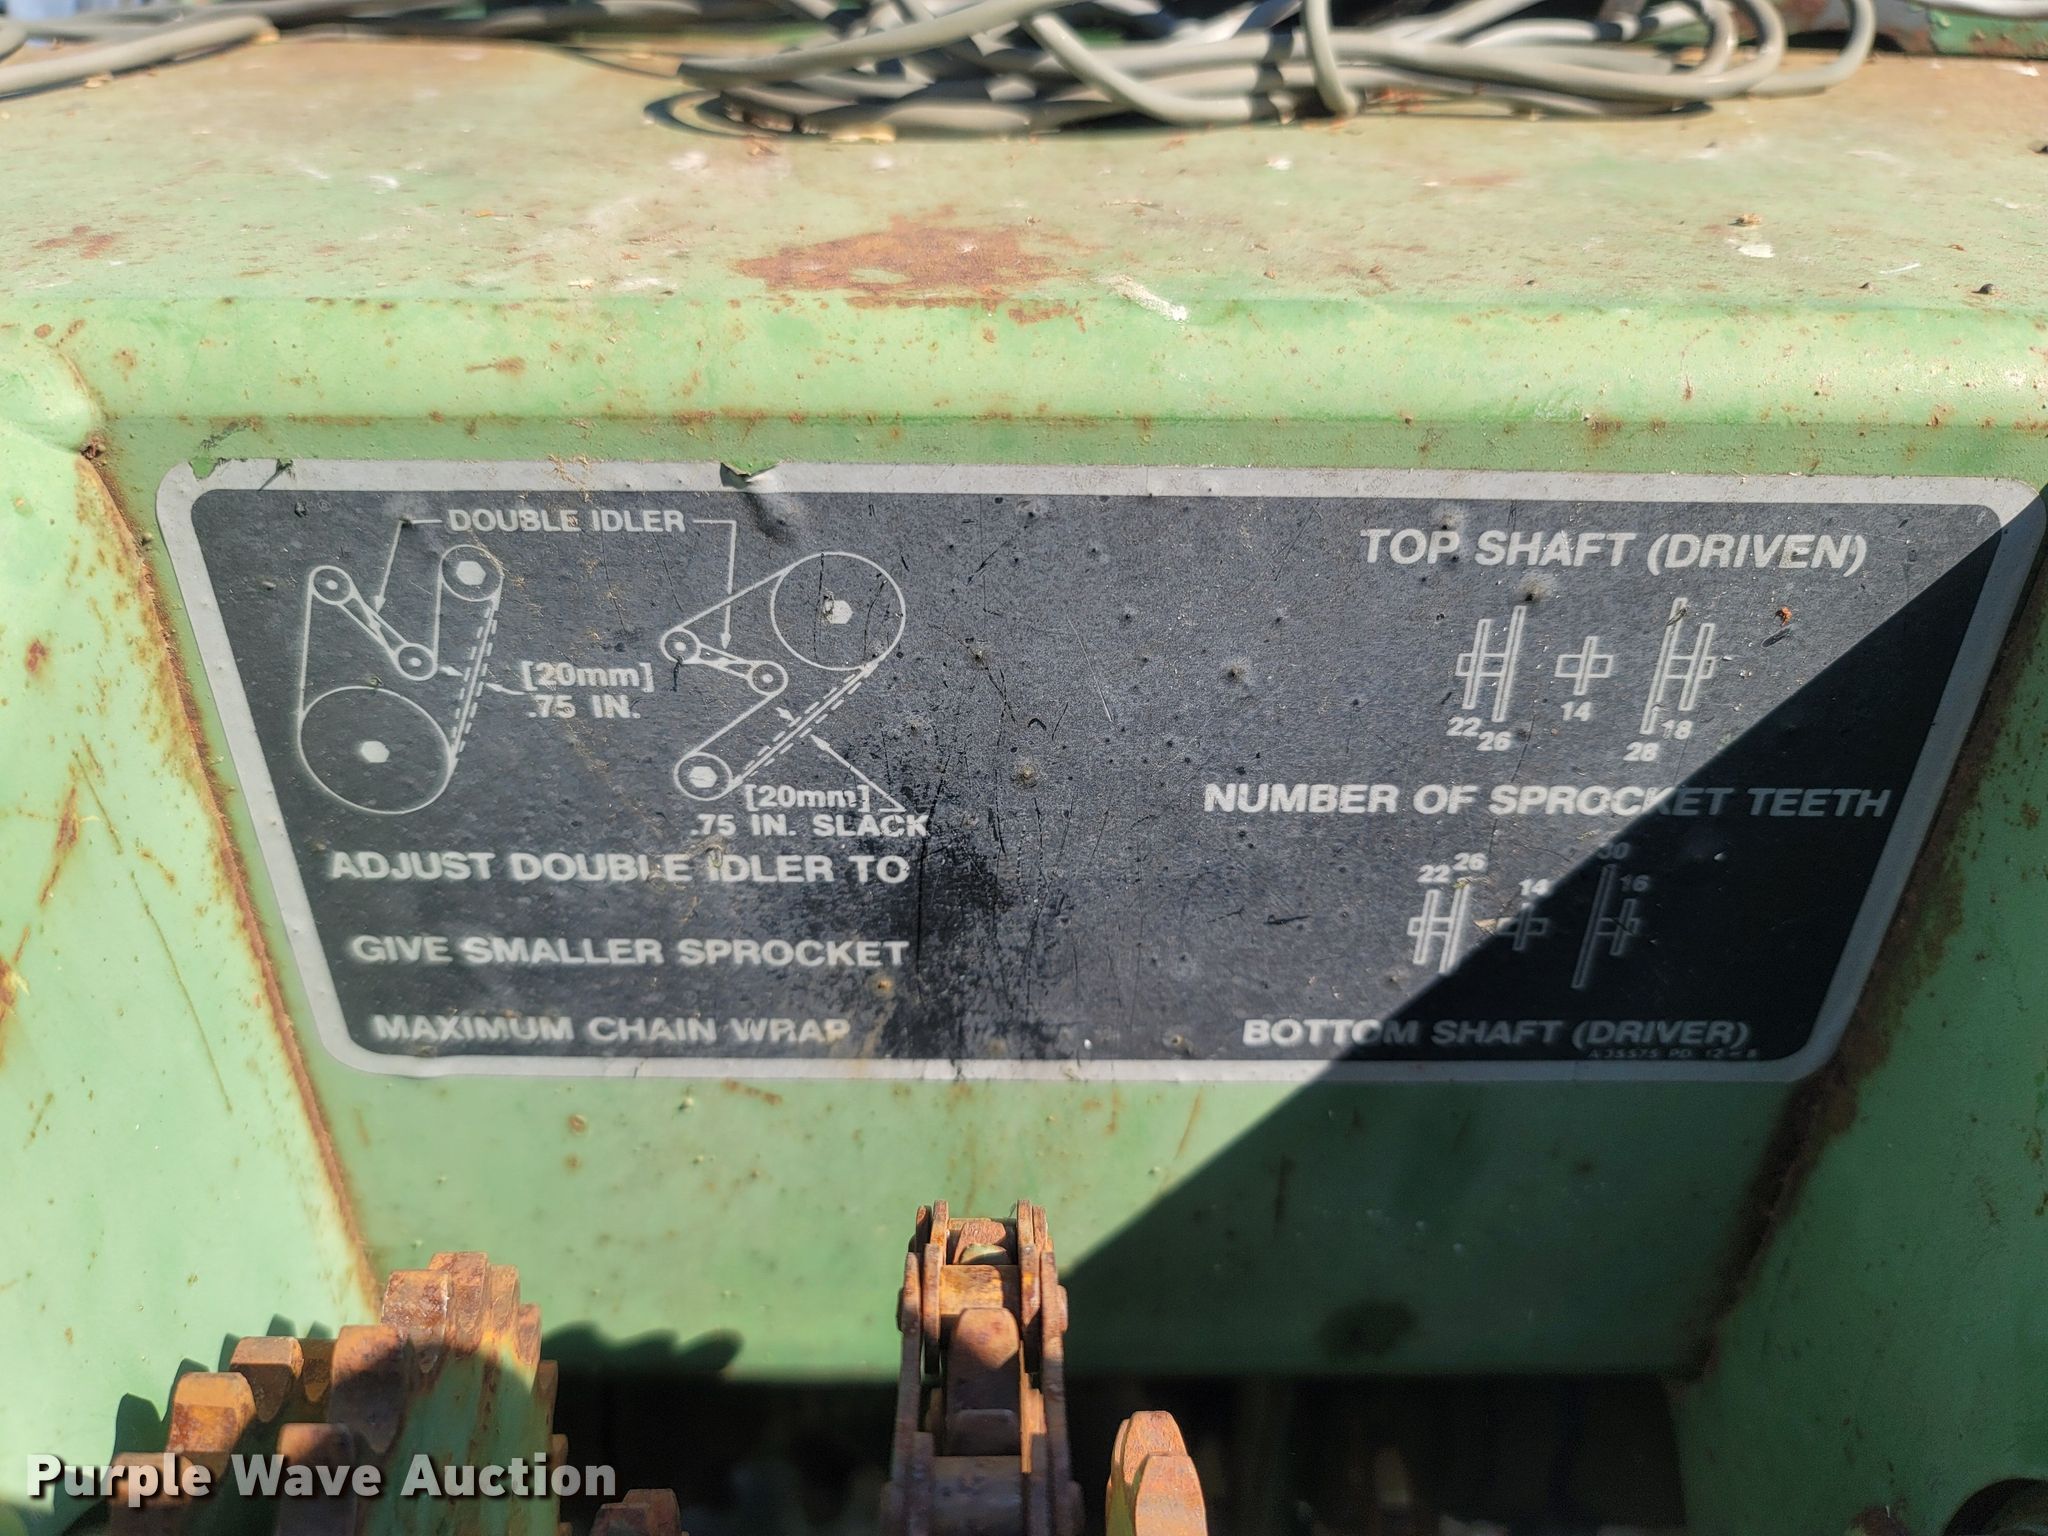 DOUBLE IDLER
[20mm]
.75 IN.
[20mm]
.75 IN. SLACK
ADJUST DOUBLE IDLER TO
GIVE SMALLER SPROCKET
MAXIMUM CHAIN WRAP
TOP SHAFT (DRIVEN)
22 26 14 28 18
NUMBER OF SPROCKET TEETH
22 26 14 30 16
BOTTOM SHAFT (DRIVER)
Purple Wave Auction